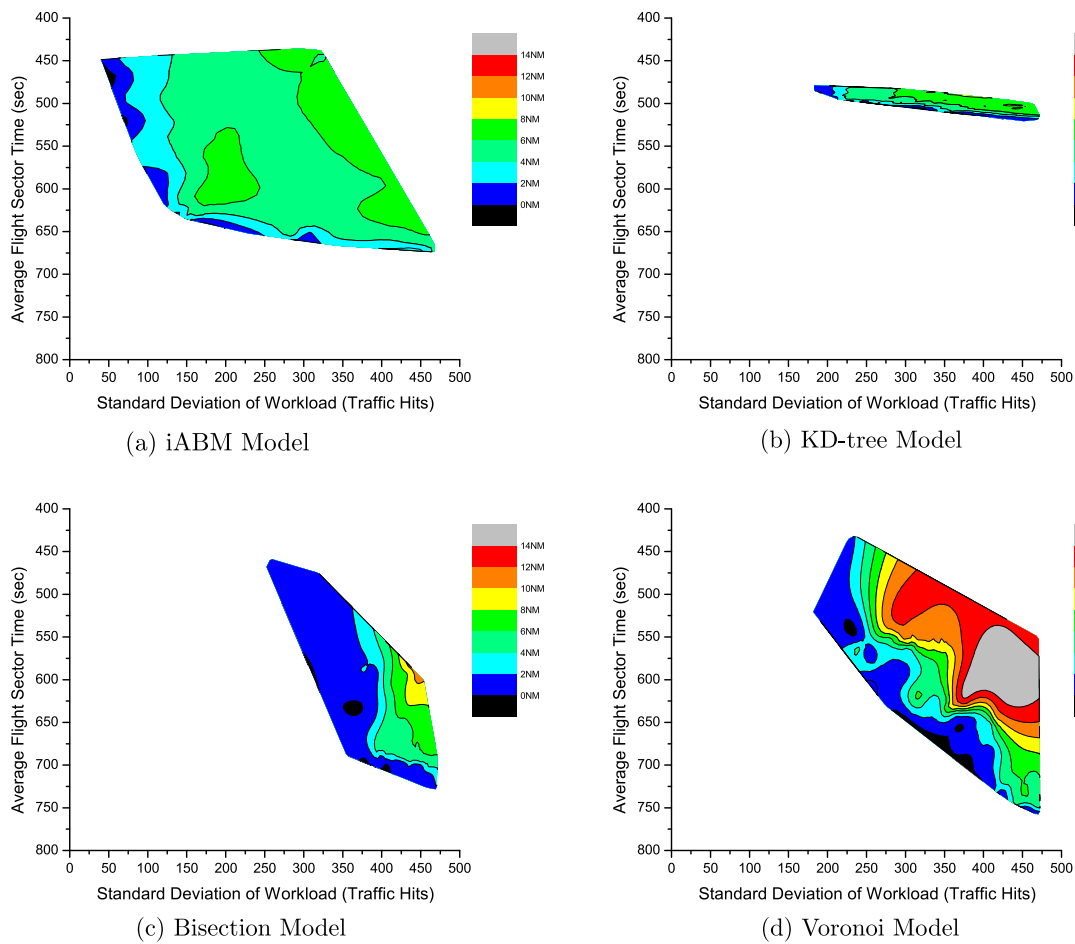 400
450
500
550
600
650
700
750
800
Average Flight Sector Time (sec)
0 50 100 150 200 250 300 350 400 450 500
Standard Deviation of Workload (Traffic Hits)
14NM
12NM
10NM
8NM
6NM
4NM
2NM
0NM
(a) iABM Model
400
450
500
550
600
650
700
750
800
Average Flight Sector Time (sec)
0 50 100 150 200 250 300 350 400 450 500
Standard Deviation of Workload (Traffic Hits)
(b) KD-tree Model
400
450
500
550
600
650
700
750
800
Average Flight Sector Time (sec)
0 50 100 150 200 250 300 350 400 450 500
Standard Deviation of Workload (Traffic Hits)
14NM
12NM
10NM
8NM
6NM
4NM
2NM
0NM
(c) Bisection Model
400
450
500
550
600
650
700
750
800
Average Flight Sector Time (sec)
0 50 100 150 200 250 300 350 400 450 500
Standard Deviation of Workload (Traffic Hits)
(d) Voronoi Model